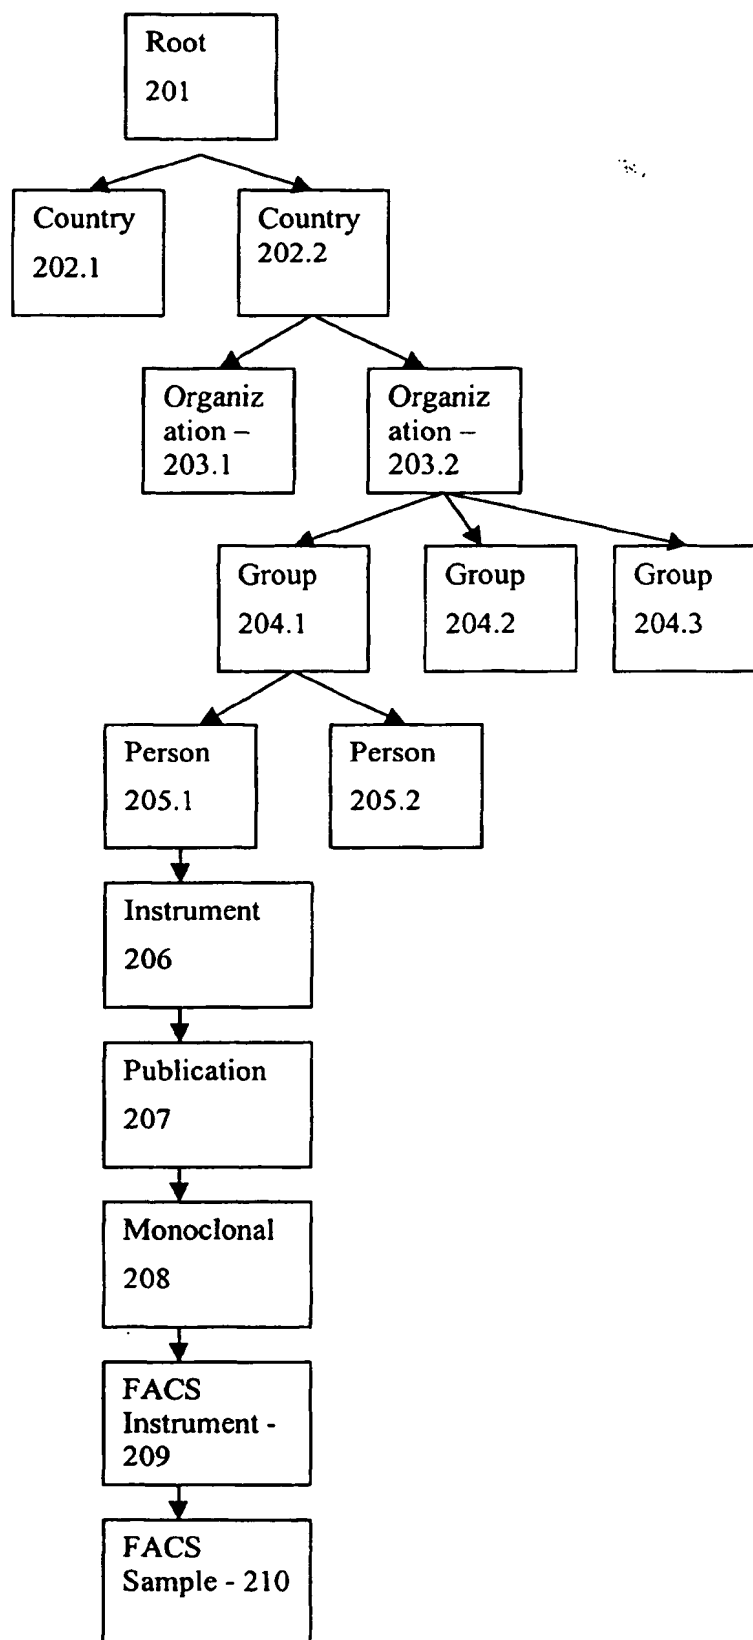 Root
201
Country
202.1
Country
202.2
Organiz
ation –
203.1
Organiz
ation –
203.2
Group
204.1
Group
204.2
Group
204.3
Person
205.1
Person
205.2
Instrument
206
Publication
207
Monoclonal
208
FACS
Instrument -
209
FACS
Sample - 210